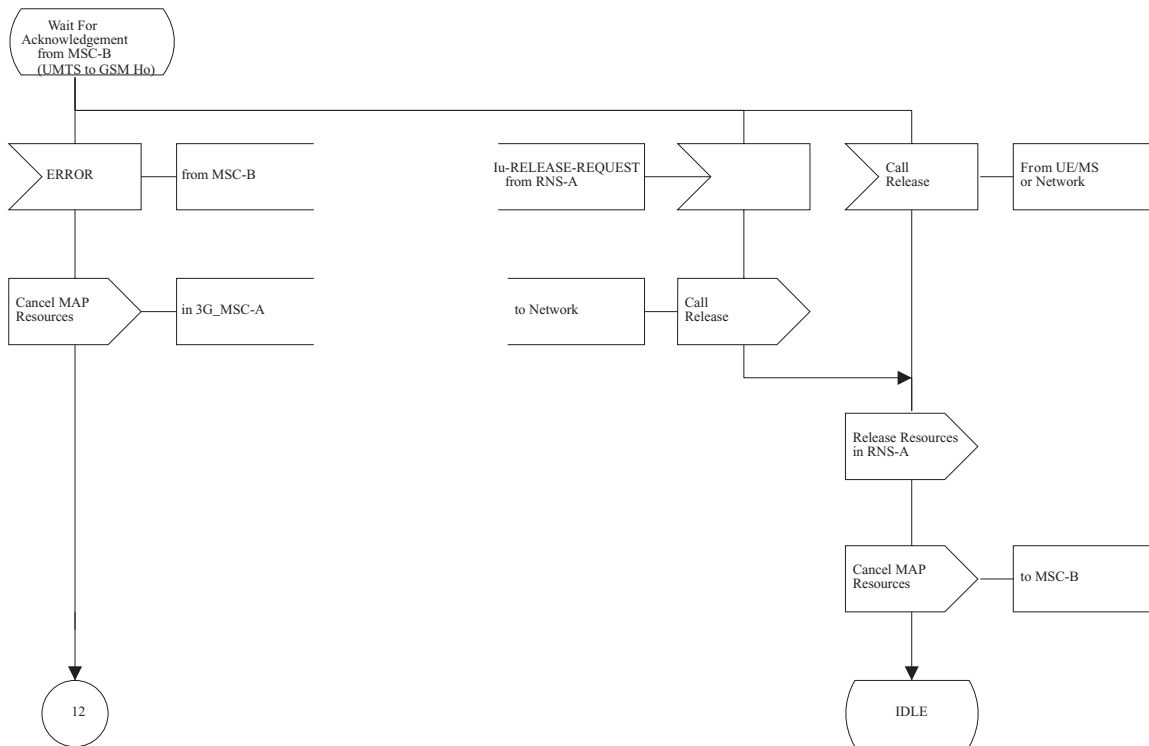 Wait For
Acknowledgement
from MSC-B
(UMTS to GSM Ho)
ERROR
from MSC-B
Iu-RELEASE-REQUEST
from RNS-A
Call
Release
From UE/MS
or Network
Cancel MAP
Resources
in 3G_MSC-A
to Network
Call
Release
Release Resources
in RNS-A
Cancel MAP
Resources
to MSC-B
12
IDLE